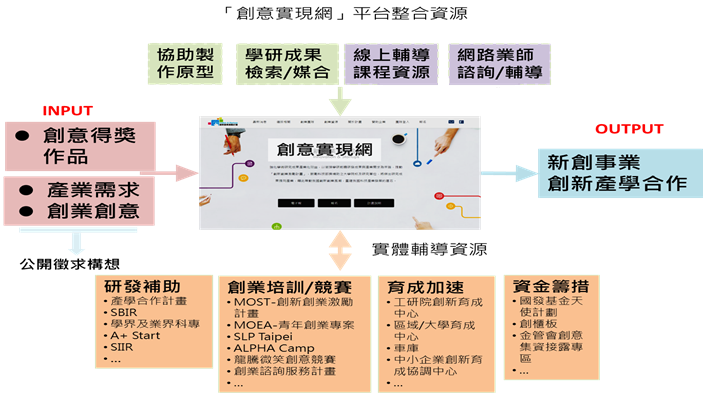 「創意實現網」平台整合資源
協助製
作原型
學研成果
檢索/媒合
線上輔導
課程資源
網路業師
諮詢/輔導
INPUT
● 創意得獎
作品
● 產業需求
● 創業創意
公開徵求構想
創意實現網
OUTPUT
新創事業
創新產學合作
實體輔導資源
研發補助
• 產學合作計畫
• SBIR
• 學界及業界科專
• A+ Start
• SIIR
• ...
創業培訓/競賽
• MOST-創新創業激勵
計畫
• MOEA-青年創業專案
• SLP Taipei
• ALPHA Camp
• 龍騰微笑創意競賽
• 創業諮詢服務計畫
• ...
育成加速
• 工研院創新育成
中心
• 區域/大學育成中
心
• 車庫
• 中小企業創新育
成協調中心
• ...
資金籌措
• 國發基金天
使計劃
• 創櫃板
• 金管會創意
集資接露專
區
• ...